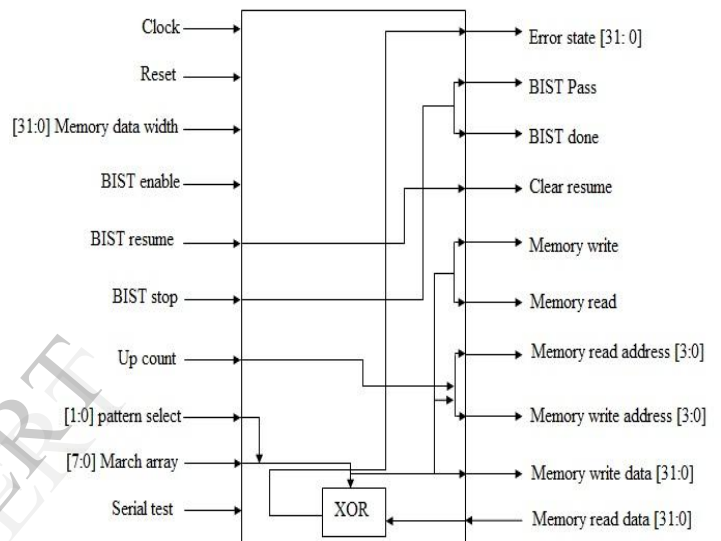 Clock
Reset
[31:0] Memory data width
BIST enable
BIST resume
BIST stop
Up count
[1:0] pattern select
[7:0] March array
Serial test
XOR
Error state [31: 0]
BIST Pass
BIST done
Clear resume
Memory write
Memory read
Memory read address [3:0]
Memory write address [3:0]
Memory write data [31:0]
Memory read data [31:0]
ERT